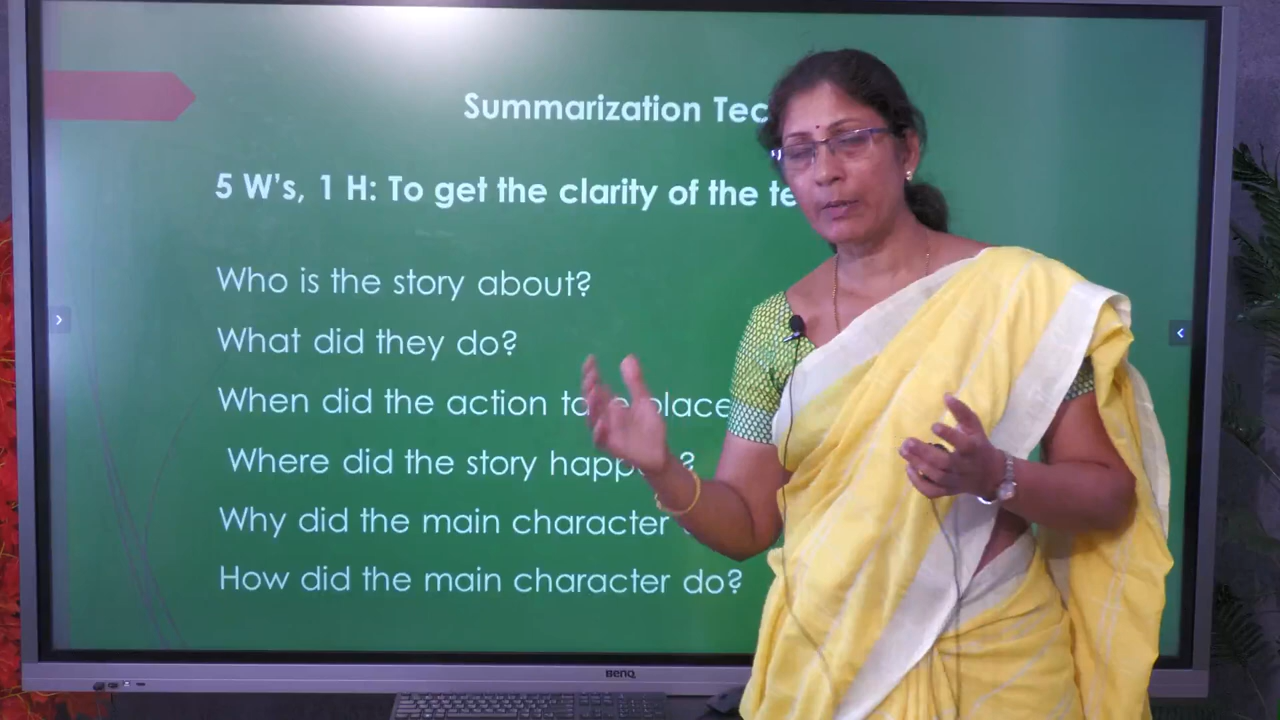 Summarization Tec
5 W's, 1 H: To get the clarity of the te
Who is the story about?
What did they do?
When did the action place
Where did the story ?
Why did the main character
How did the main character do?
BenQ